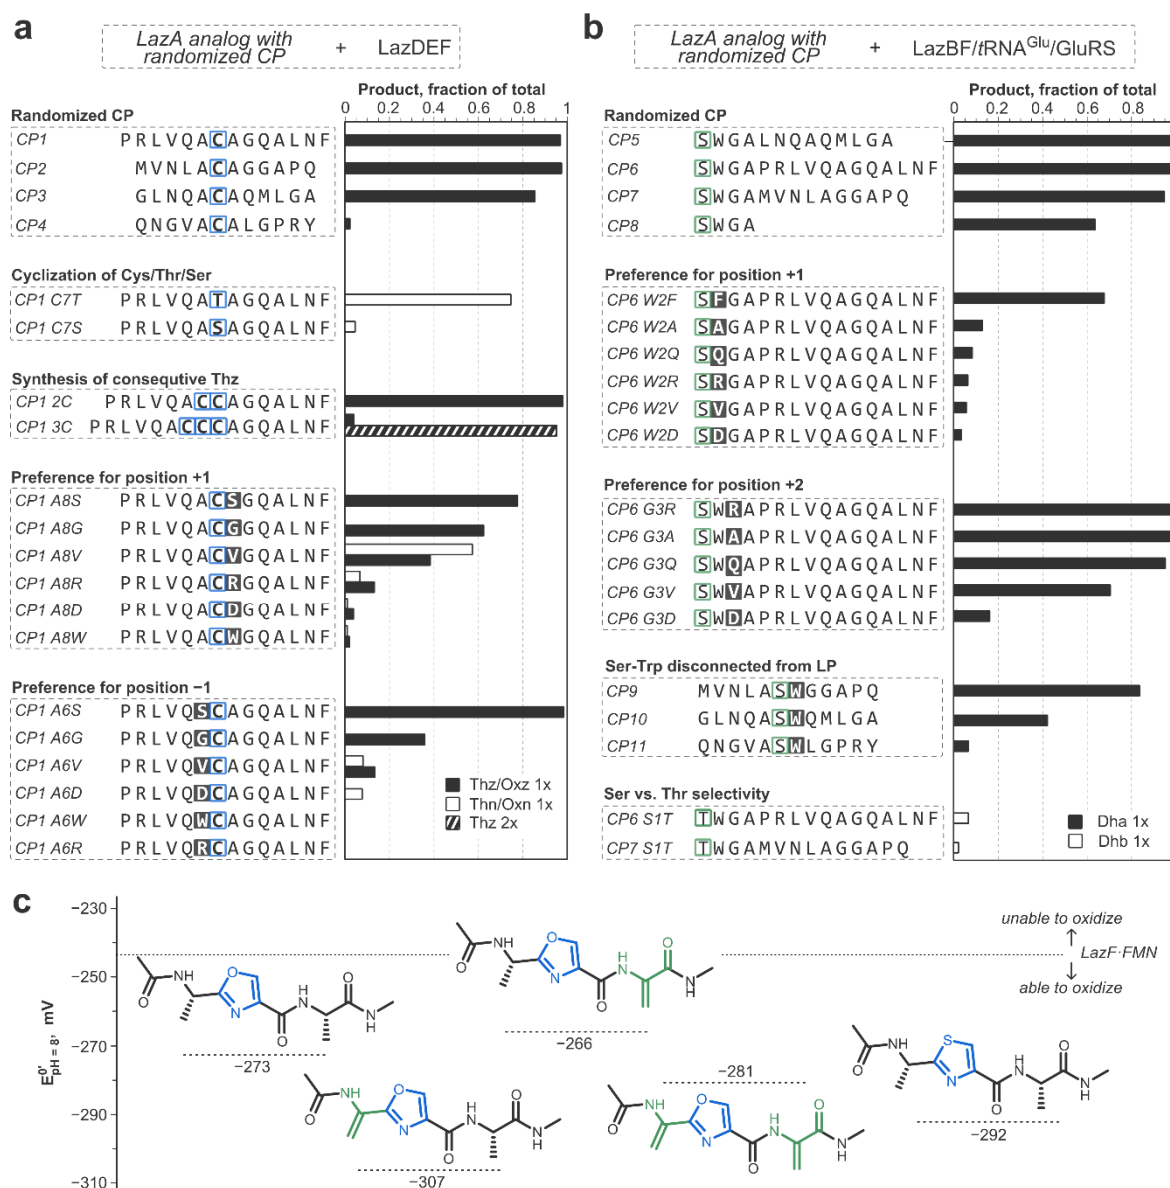 a
LazA analog with
randomized CP
+ LazDEF
Product, fraction of total
0 0.2 0.4 0.6 0.8 1
Randomized CP
CP1 PRLVQACAGQALNF
CP2 MVNLACAGGAPQ
CP3 GLNQACAQMLGA
CP4 QNGVACALGPRY
Cyclization of Cys/Thr/Ser
CP1 C7T PRLVQATAGQALNF
CP1 C7S PRLVQASAGQALNF
Synthesis of consequtive Thz
CP1 2C PRLVQACCAGQALNF
CP1 3C PRLVQACCCAGQALNF
Preference for position +1
CP1 A8S PRLVQACSGQALNF
CP1 A8G PRLVQACGGQALNF
CP1 A8V PRLVQACVGQALNF
CP1 A8R PRLVQACRGQALNF
CP1 A8D PRLVQACDGQALNF
CP1 A8W PRLVQACWGQALNF
Preference for position −1
CP1 A6S PRLVQSCAGQALNF
CP1 A6G PRLVQGCAGQALNF
CP1 A6V PRLVQVCAGQALNF
CP1 A6D PRLVQDCAGQALNF
CP1 A6W PRLVQWCAGQALNF
CP1 A6R PRLVQRCAGQALNF
Thz/Oxz 1x
Thn/Oxn 1x
Thz 2x
b
LazA analog with
randomized CP
+ LazBF/tRNAGlu/GluRS
Product, fraction of total
0 0.2 0.4 0.6 0.8
Randomized CP
CP5 SWGALNQAQMLGA
CP6 SWGAPRLVQAGQALNF
CP7 SWGAMVNLAGGAPQ
CP8 SWGA
Preference for position +1
CP6 W2F SFGAPRLVQAGQALNF
CP6 W2A SAGAPRLVQAGQALNF
CP6 W2Q SQGAPRLVQAGQALNF
CP6 W2R SRGAPRLVQAGQALNF
CP6 W2V SVGAPRLVQAGQALNF
CP6 W2D SDGAPRLVQAGQALNF
Preference for position +2
CP6 G3R SWRAPRLVQAGQALNF
CP6 G3A SWAAPRLVQAGQALNF
CP6 G3Q SWQAPRLVQAGQALNF
CP6 G3V SWVAPRLVQAGQALNF
CP6 G3D SWDAPRLVQAGQALNF
Ser-Trp disconnected from LP
CP9 MVNLASWGGAPQ
CP10 GLNQASWQMLGA
CP11 QNGVASWLGPRY
Ser vs. Thr selectivity
CP6 S1T TWGAPRLVQAGQALNF
CP7 S1T TWGAMVNLAGGAPQ
Dha 1x
Dhb 1x
c
E0'pH = 8, mV
−230
−250
−270
−290
−310
unable to oxidize
LazF·FMN
able to oxidize
O NH O N O H N O N H
−273
O NH O N O NH O N H
−266
O NH O N O H N O N H
−307
−281
O NH O N O NH O N H
O H N S N O NH O N H
−292